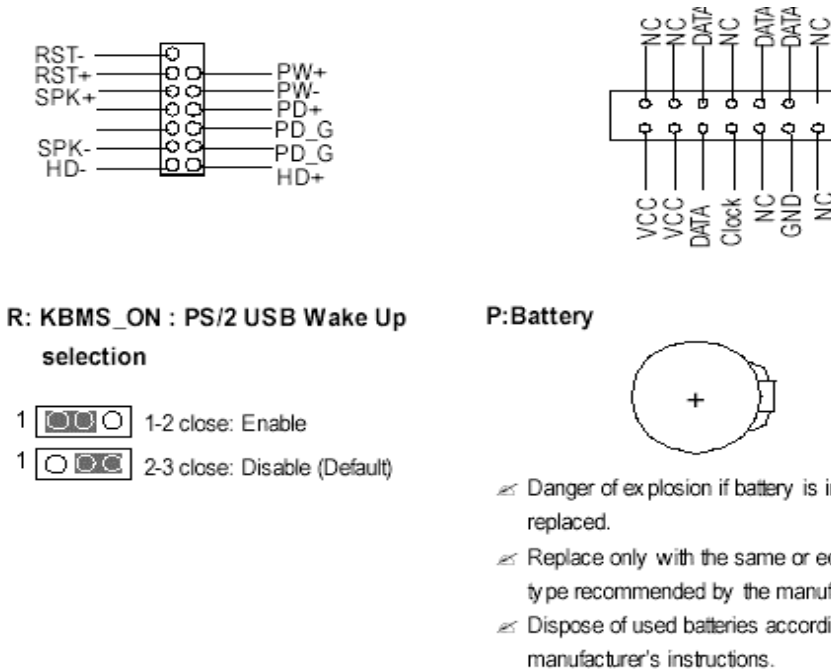 RST-
RST+
SPK+
SPK-
HD-
PW+
PW-
PD+
PD_G
PD_G
HD+
NC
NC
DATA
NC
DATA
DATA
NC
VCC
VCC
DATA
Clock
NC
GND
NC
R: KBMS_ON : PS/2 USB Wake Up
selection
1 1-2 close: Enable
1 2-3 close: Disable (Default)
P:Battery
+
Danger of explosion if battery is
replaced.
Replace only with the same or
type recommended by the
Dispose of used batteries
manufacturer's instructions.